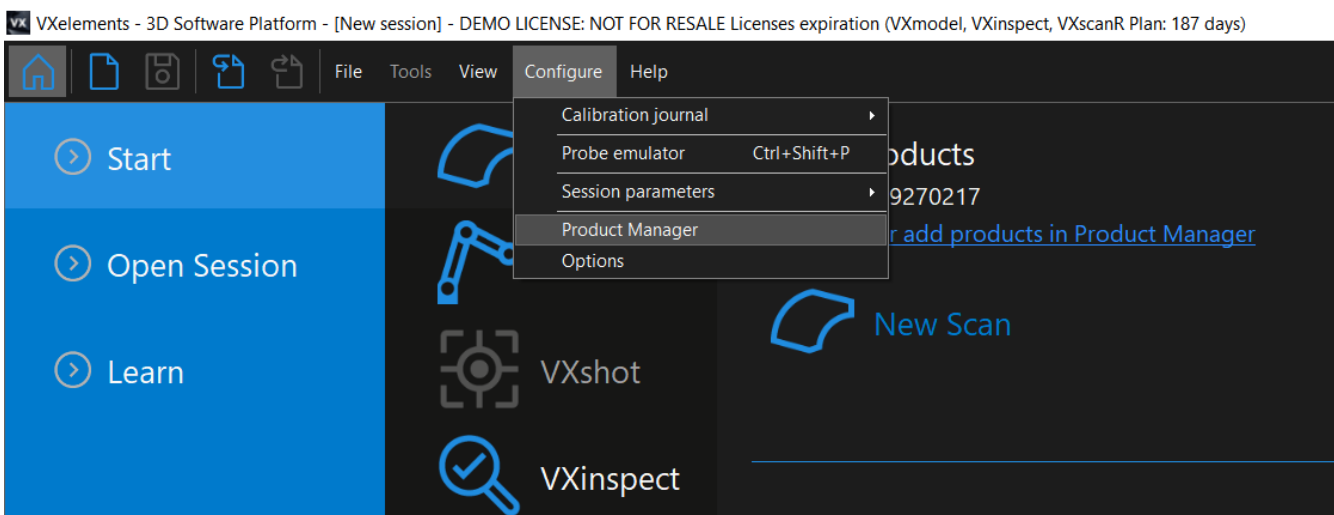 VXelements - 3D Software Platform - [New session] - DEMO LICENSE: NOT FOR RESALE Licenses expiration (VXmodel, VXinspect, VXscanR Plan: 187 days)
File Tools View Configure Help
Calibration journal
Probe emulator Ctrl+Shift+P
Session parameters
Product Manager
Options
Start
Open Session
Learn
VXshot
VXinspect
9270217
add products in Product Manager
New Scan